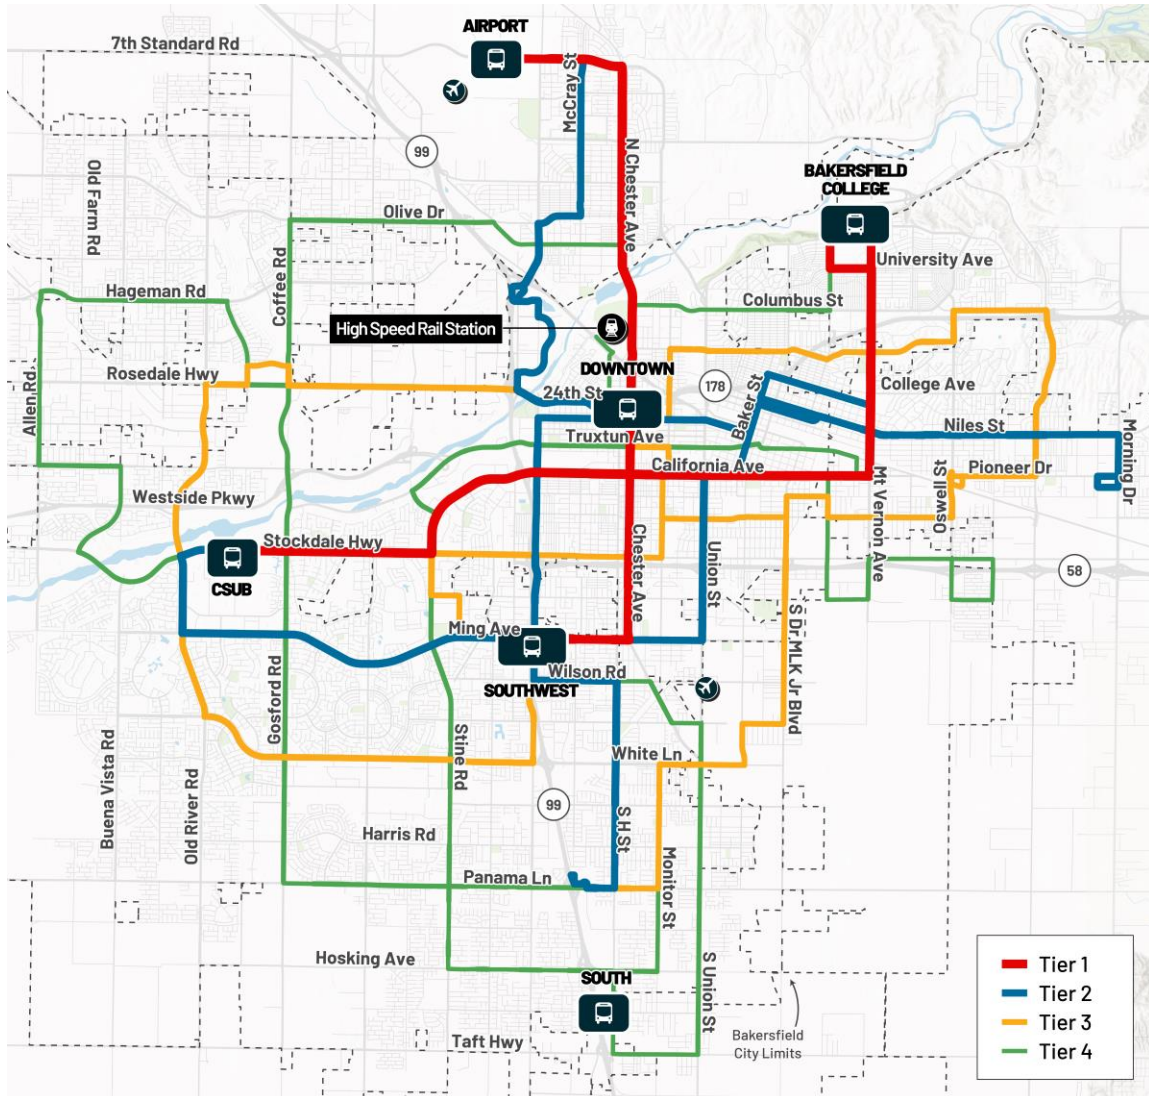 AIRPORT
7th Standard Rd
McCray St
99
N Chester Ave
BAKERSFIELD
COLLEGE
Old Farm Rd
Olive Dr
Coffee Rd
University Ave
Hageman Rd
Columbus St
High Speed Rail Station
DOWNTOWN
Rosedale Hwy
178
College Ave
24th St
Baker St
Allen Rd
Truxtun Ave
Niles St
Morning Dr
California Ave
Pioneer Dr
Westside Pkwy
Mt Vernon Ave
Oswell St
Stockdale Hwy
Chester Ave
Union St
58
CSUB
Ming Ave
Wilson Rd
S Dr MLK Jr Blvd
SOUTHWEST
Gosford Rd
Stine Rd
White Ln
Buena Vista Rd
Old River Rd
99
S H St
Harris Rd
Panama Ln
Monitor St
Hosking Ave
SOUTH
S Union St
Taft Hwy
Bakersfield
City Limits
Tier 1
Tier 2
Tier 3
Tier 4